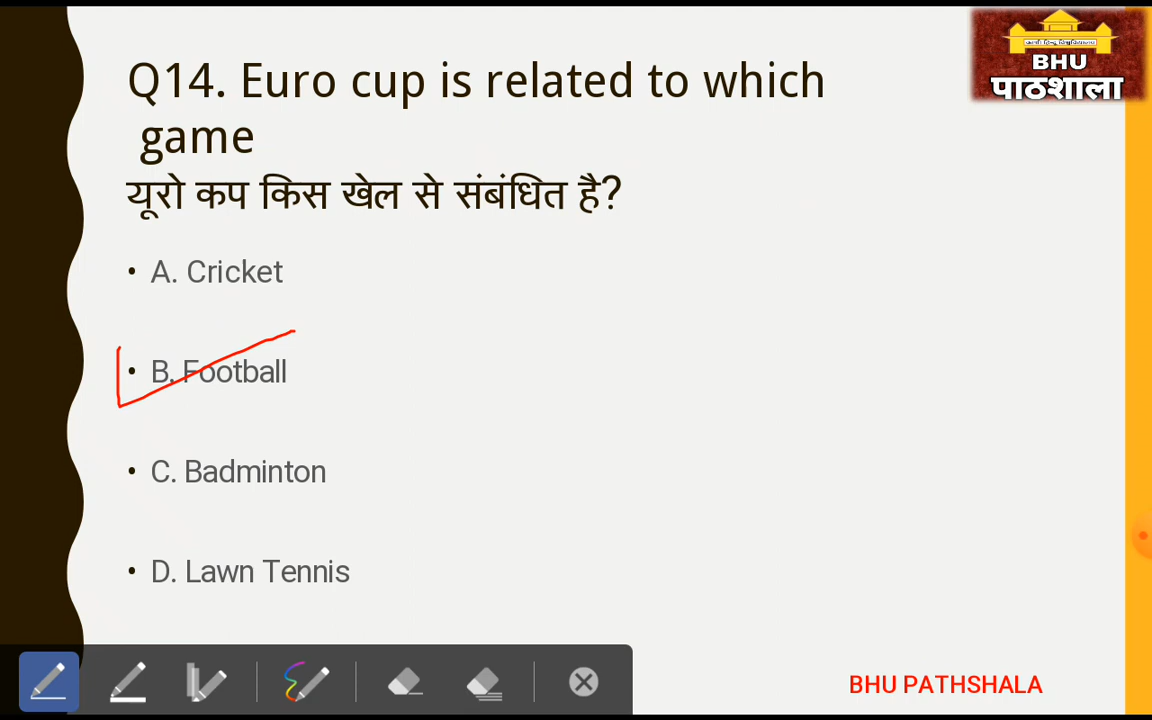 Q14. Euro cup is related to which
game
यूरो कप किस खेल से संबंधित है?
• A. Cricket
• B. Football
• C. Badminton
• D. Lawn Tennis
BHU
पाठशाला
BHU PATHSHALA